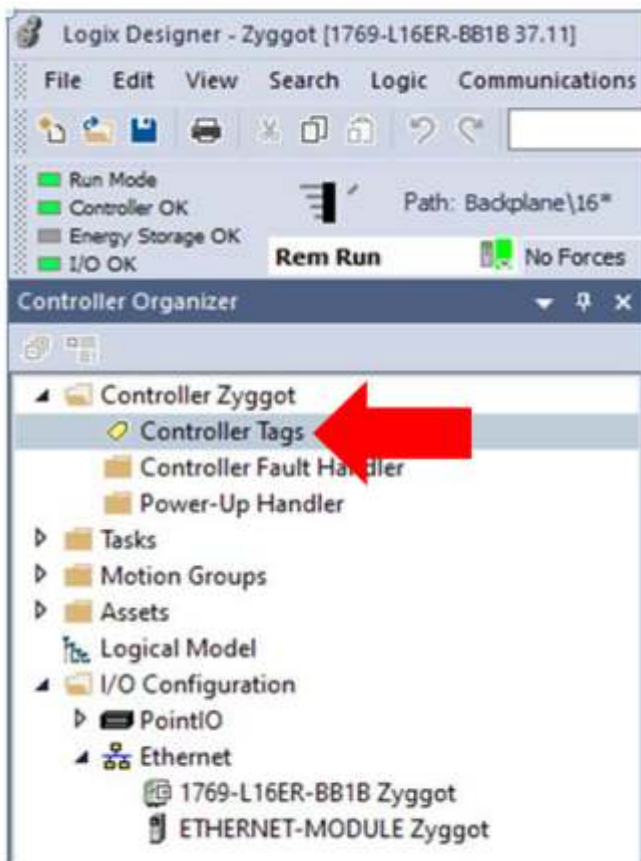 Logix Designer - Zyggot [1769-L16ER-BB1B 37.11]
File Edit View Search Logic Communications
Run Mode
Controller OK
Energy Storage OK
I/O OK
Path: Backplane\16*
Rem Run
No Forces
Controller Organizer
Controller Zyggot
Controller Tags
Controller Fault Handler
Power-Up Handler
Tasks
Motion Groups
Assets
Logical Model
I/O Configuration
PointIO
Ethernet
1769-L16ER-BB1B Zyggot
ETHERNET-MODULE Zyggot